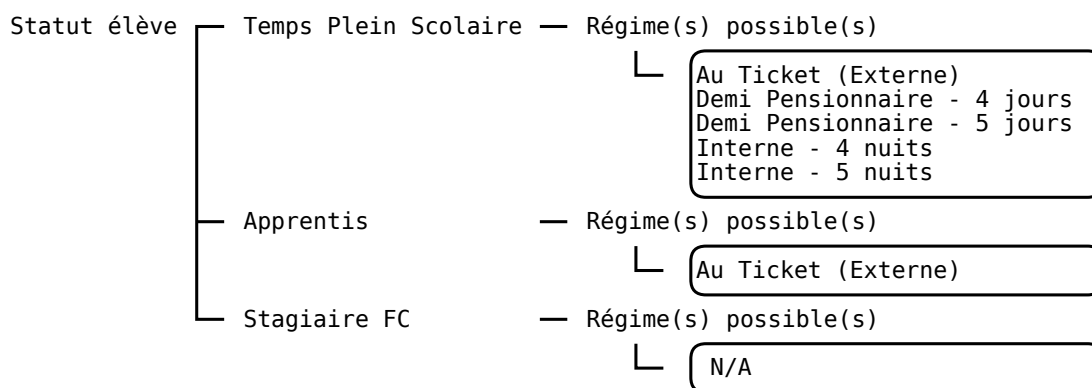 Statut élève Temps Plein Scolaire Régime(s) possible(s)
Au Ticket (Externe)
Demi Pensionnaire - 4 jours
Demi Pensionnaire - 5 jours
Interne - 4 nuits
Interne - 5 nuits
Apprentis Régime(s) possible(s)
Au Ticket (Externe)
Stagiaire FC Régime(s) possible(s)
N/A